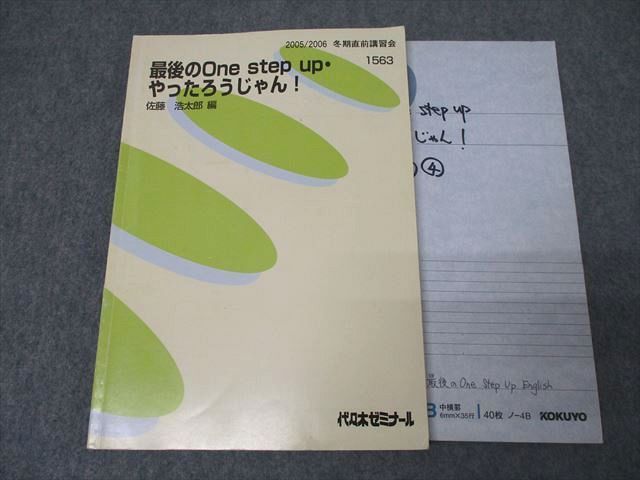 2005/2006 冬期直前講習会
1563
最後のOne step up・
やったろうじゃん!
佐藤 浩太郎 編
代々木ゼミナール
step up
じゃん!
④
最後のOne Step Up English
B 中横罫
6mm×35行
40枚 ノー4B
KOKUYO